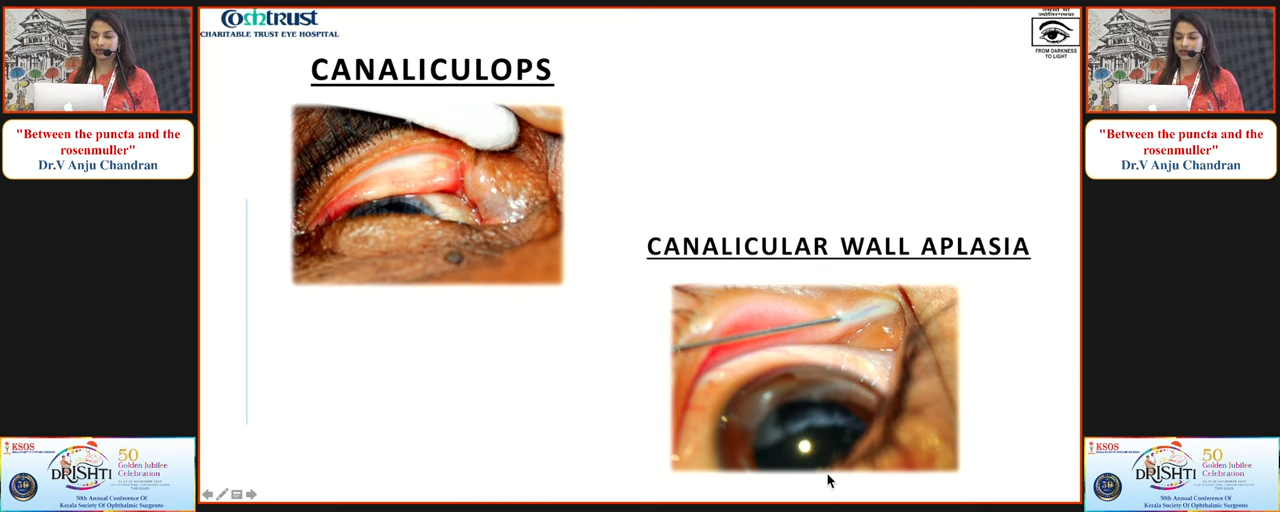 "Between the puncta and the
rosenmuller"
Dr.V Anju Chandran
KSOS
DRISHTI
50
Golden Jubilee
Celebration
50th Annual Conference Of
Kerala Society Of Ophthalmic Surgeons
Comtrust
CHARITABLE TRUST EYE HOSPITAL
FROM DARKNESS
TO LIGHT
CANALICULOPS
CANALICULAR WALL APLASIA
"Between the puncta and the
rosenmuller"
Dr.V Anju Chandran
KSOS
DRISHTI
50
Golden Jubilee
Celebration
50th Annual Conference Of
Kerala Society Of Ophthalmic Surgeons